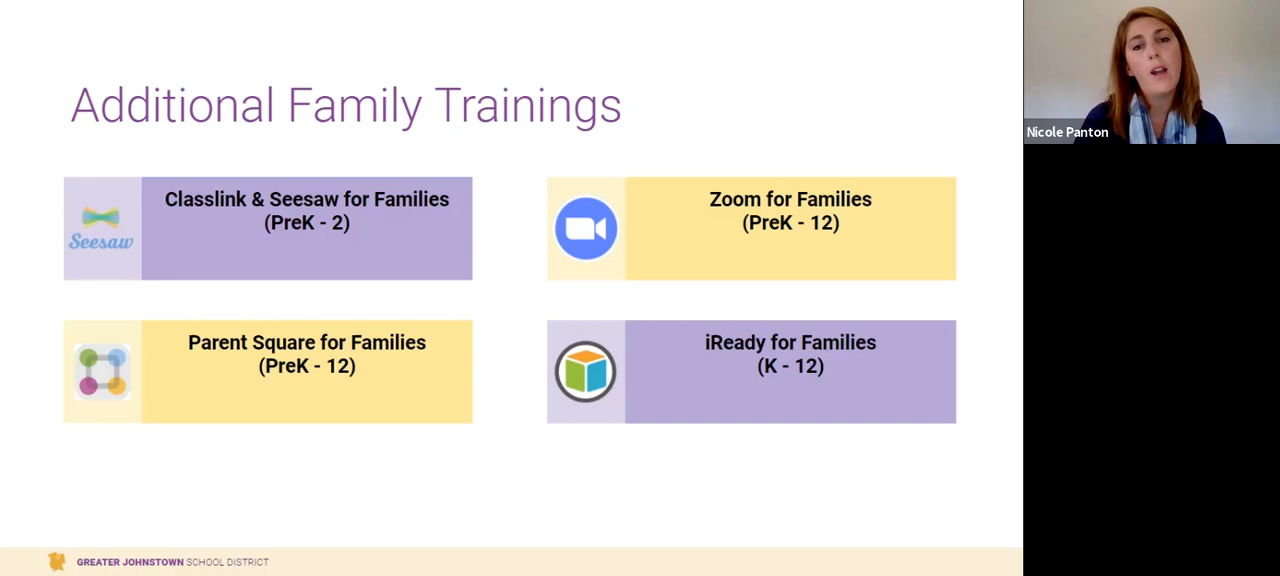 Additional Family Trainings
Seesaw
Classlink & Seesaw for Families
(PreK - 2)
Zoom for Families
(PreK - 12)
Parent Square for Families
(PreK - 12)
iReady for Families
(K - 12)
GREATER JOHNSTOWN SCHOOL DISTRICT
Nicole Panton